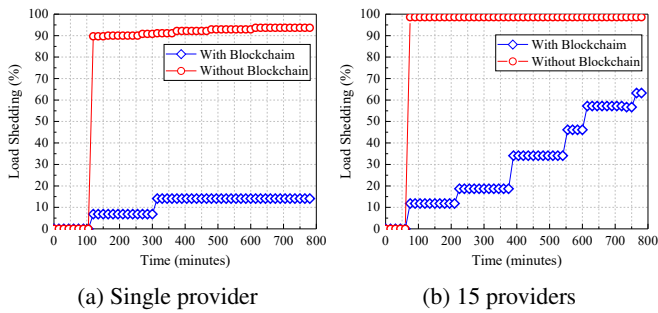 100
90
80
70
60
50
40
30
20
10
0
Load Shedding (%)
With Blockchaim
Without Blockchain
0 100 200 300 400 500 600 700 800
Time (minutes)
(a) Single provider
100
90
80
70
60
50
40
30
20
10
0
Load Shedding (%)
With Blockchaim
Without Blockchain
0 100 200 300 400 500 600 700 800
Time (minutes)
(b) 15 providers